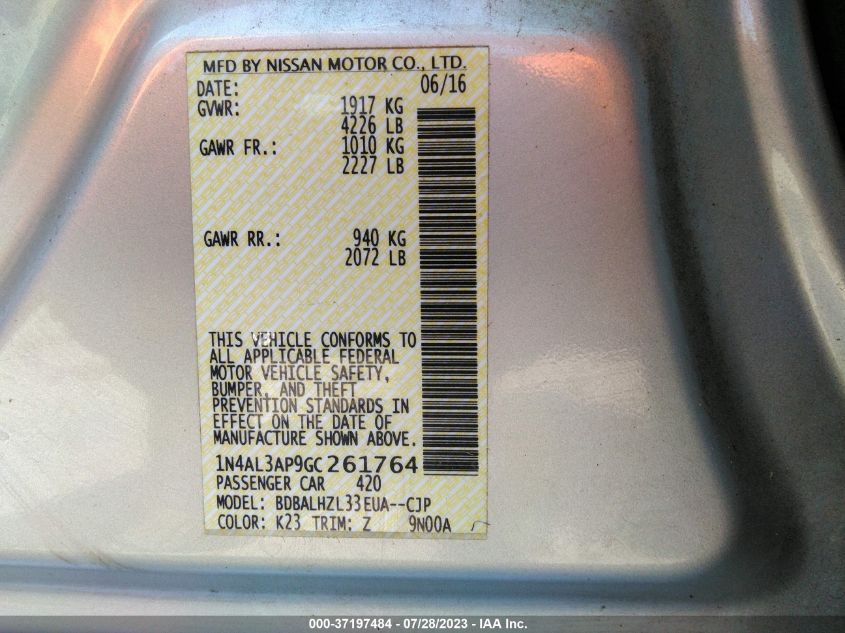 MFD BY NISSAN MOTOR CO., LTD.
DATE: 06/16
GVWR: 1917 KG
4226 LB
GAWR FR.: 1010 KG
2227 LB
GAWR RR.: 940 KG
2072 LB
THIS VEHICLE CONFORMS TO
ALL APPLICABLE FEDERAL
MOTOR VEHICLE SAFETY,
BUMPER, AND THEFT
PREVENTION STANDARDS IN
EFFECT ON THE DATE OF
MANUFACTURE SHOWN ABOVE.
1N4AL3AP9GC261764
PASSENGER CAR 420
MODEL: BDBALHZL33EUA--CJP
COLOR: K23 TRIM: Z 9N00A
000-37197484 - 07/28/2023 - IAA Inc.